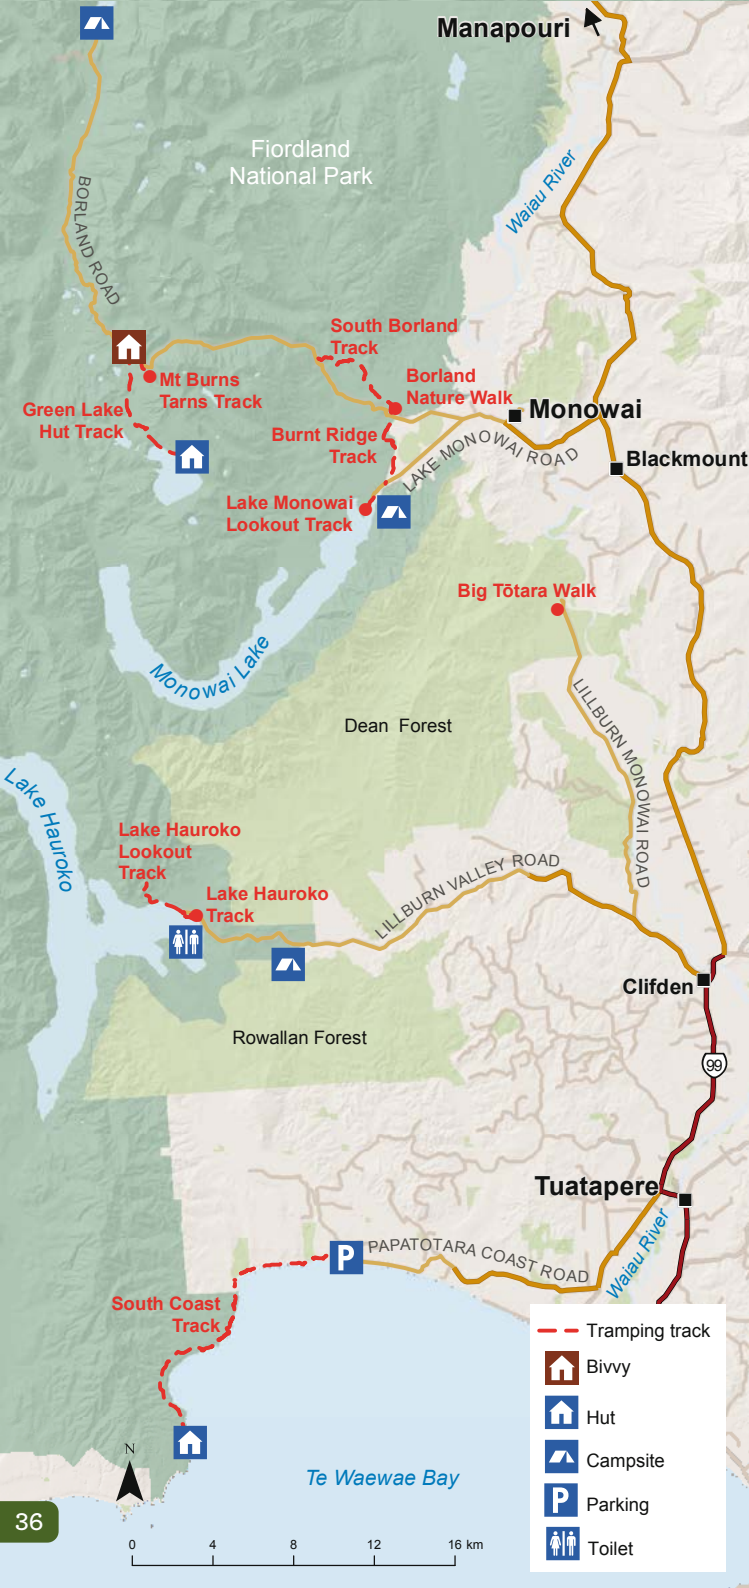 Manapouri
Fiordland
National Park
Waiau River
BORLAND ROAD
South Borland
Track
Mt Burns
Tarns Track
Borland
Nature Walk
Green Lake
Hut Track
Monowai
Burnt Ridge
Track
LAKE MONOWAI ROAD
Blackmount
Lake Monowai
Lookout Track
Big Tōtara Walk
Monowai Lake
LILLBURN MONOWAI ROAD
Dean Forest
Lake Hauroko
Lake Hauroko
Lookout
Track
Lake Hauroko
Track
LILLBURN VALLEY ROAD
Clifden
Rowallan Forest
99
Tuatapere
Waiau River
P
PAPATOTARA COAST ROAD
South Coast
Track
Tramping track
Bivvy
Hut
Campsite
P Parking
Toilet
N
Te Waewae Bay
36
0 4 8 12 16 km